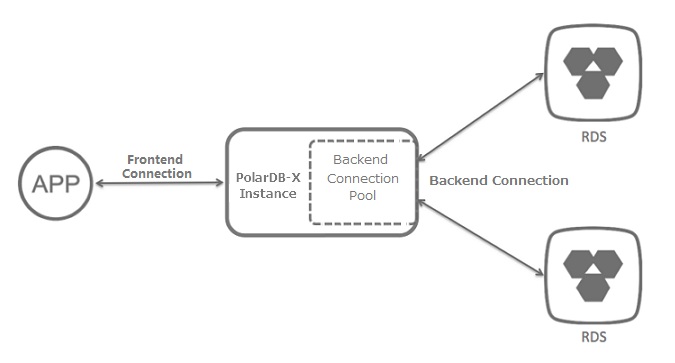 APP
Frontend
Connection
PolarDB-X
Instance
Backend
Connection
Pool
Backend Connection
RDS
RDS